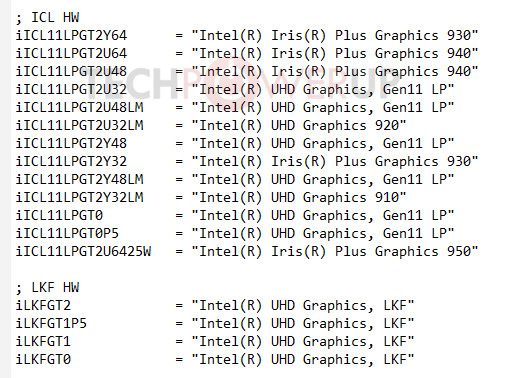 ; ICL HW
iICL11LPGT2Y64 = "Intel(R) Iris(R) Plus Graphics 930"
iICL11LPGT2U64 = "Intel(R) Iris(R) Plus Graphics 940"
iICL11LPGT2U48 = "Intel(R) Iris(R) Plus Graphics 940"
TECHPOWERUP
iICL11LPGT2U32 = "Intel(R) UHD Graphics, Gen11 LP"
iICL11LPGT2U48LM = "Intel(R) UHD Graphics, Gen11 LP"
iICL11LPGT2U32LM = "Intel(R) UHD Graphics 920"
iICL11LPGT2Y48 = "Intel(R) UHD Graphics, Gen11 LP"
iICL11LPGT2Y32 = "Intel(R) Iris(R) Plus Graphics 930"
iICL11LPGT2Y48LM = "Intel(R) UHD Graphics, Gen11 LP"
iICL11LPGT2Y32LM = "Intel(R) UHD Graphics 910"
iICL11LPGT0 = "Intel(R) UHD Graphics, Gen11 LP"
iICL11LPGT0P5 = "Intel(R) UHD Graphics, Gen11 LP"
iICL11LPGT2U6425W = "Intel(R) Iris(R) Plus Graphics 950"
; LKF HW
iLKFGT2 = "Intel(R) UHD Graphics, LKF"
iLKFGT1P5 = "Intel(R) UHD Graphics, LKF"
iLKFGT1 = "Intel(R) UHD Graphics, LKF"
iLKFGT0 = "Intel(R) UHD Graphics, LKF"